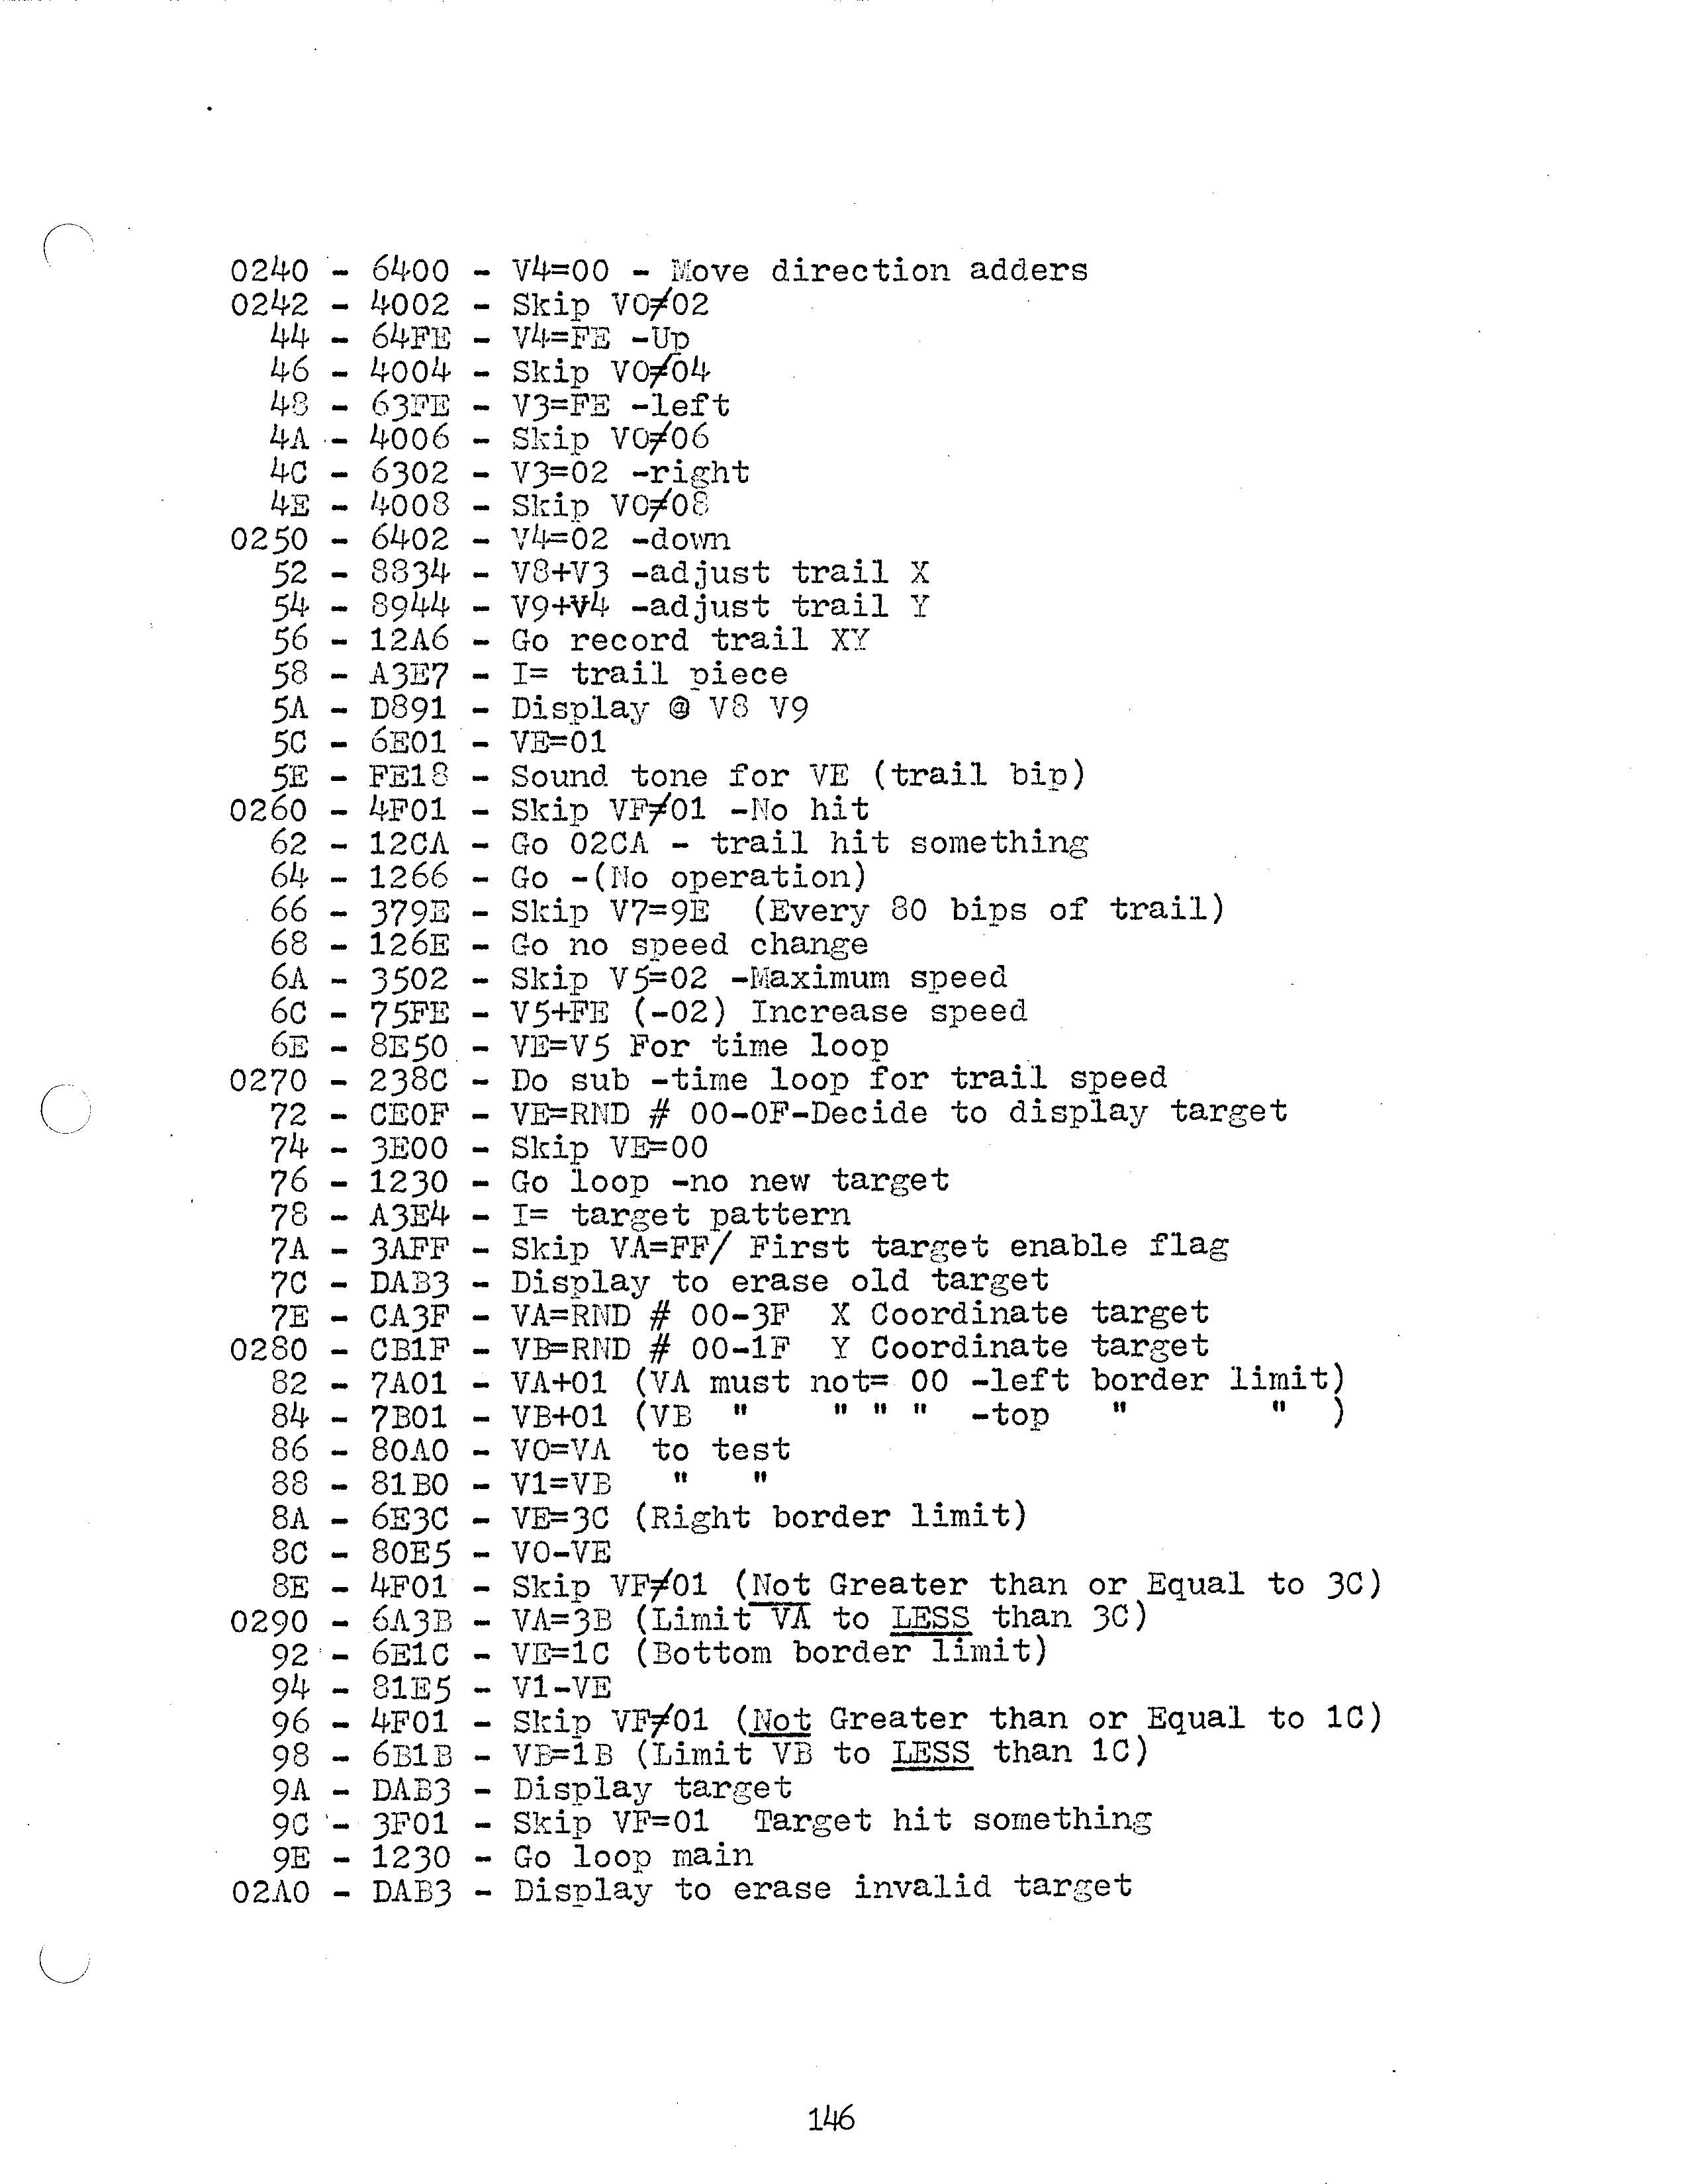 0240 - 6400 - V4=00 - Move direction adders
0242 - 4002 - Skip V0≠02
44 - 64FE - V4=FE -Up
46 - 4004 - Skip V0≠04
48 - 63FE - V3=FE -left
4A - 4006 - Skip V0≠06
4C - 6302 - V3=02 -right
4E - 4008 - Skip V0≠08
0250 - 6402 - V4=02 -down
52 - 8834 - V8+V3 -adjust trail X
54 - 8944 - V9+V4 -adjust trail Y
56 - 12A6 - Go record trail XY
58 - A3E7 - I= trail piece
5A - D891 - Display @ V8 V9
5C - 6E01 - VE=01
5E - FE18 - Sound tone for VE (trail bip)
0260 - 4F01 - Skip VF≠01 -No hit
62 - 12CA - Go 02CA - trail hit something
64 - 1266 - Go -(No operation)
66 - 379E - Skip V7=9E (Every 80 bips of trail)
68 - 126E - Go no speed change
6A - 3502 - Skip V5=02 -Maximum speed
6C - 75FE - V5+FE (-02) Increase speed
6E - 8E50 - VE=V5 For time loop
0270 - 238C - Do sub -time loop for trail speed
72 - CE0F - VE=RND # 00-0F-Decide to display target
74 - 3E00 - Skip VE=00
76 - 1230 - Go loop -no new target
78 - A3E4 - I= target pattern
7A - 3AFF - Skip VA=FF/ First target enable flag
7C - DAB3 - Display to erase old target
7E - CA3F - VA=RND # 00-3F X Coordinate target
0280 - CB1F - VB=RND # 00-1F Y Coordinate target
82 - 7A01 - VA+01 (VA must not= 00 -left border limit)
84 - 7B01 - VB+01 (VB " " " " -top " " )
86 - 80A0 - V0=VA to test
88 - 81B0 - V1=VB " "
8A - 6E3C - VE=3C (Right border limit)
8C - 80E5 - V0-VE
8E - 4F01 - Skip VF≠01 (Not Greater than or Equal to 3C)
0290 - 6A3B - VA=3B (Limit VA to LESS than 3C)
92 - 6E1C - VE=1C (Bottom border limit)
94 - 81E5 - V1-VE
96 - 4F01 - Skip VF≠01 (Not Greater than or Equal to 1C)
98 - 6B1B - VB=1B (Limit VB to LESS than 1C)
9A - DAB3 - Display target
9C - 3F01 - Skip VF=01 Target hit something
9E - 1230 - Go loop main
02A0 - DAB3 - Display to erase invalid target
146